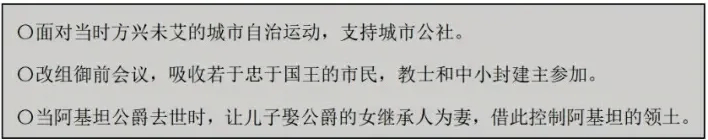 〇面对当时方兴未艾的城市自治运动，支持城市公社。
〇改组御前会议，吸收若干忠于国王的市民，教士和中小封建主参加。
〇当阿基坦公爵去世时，让儿子娶公爵的女继承人为妻，借此控制阿基坦的领土。